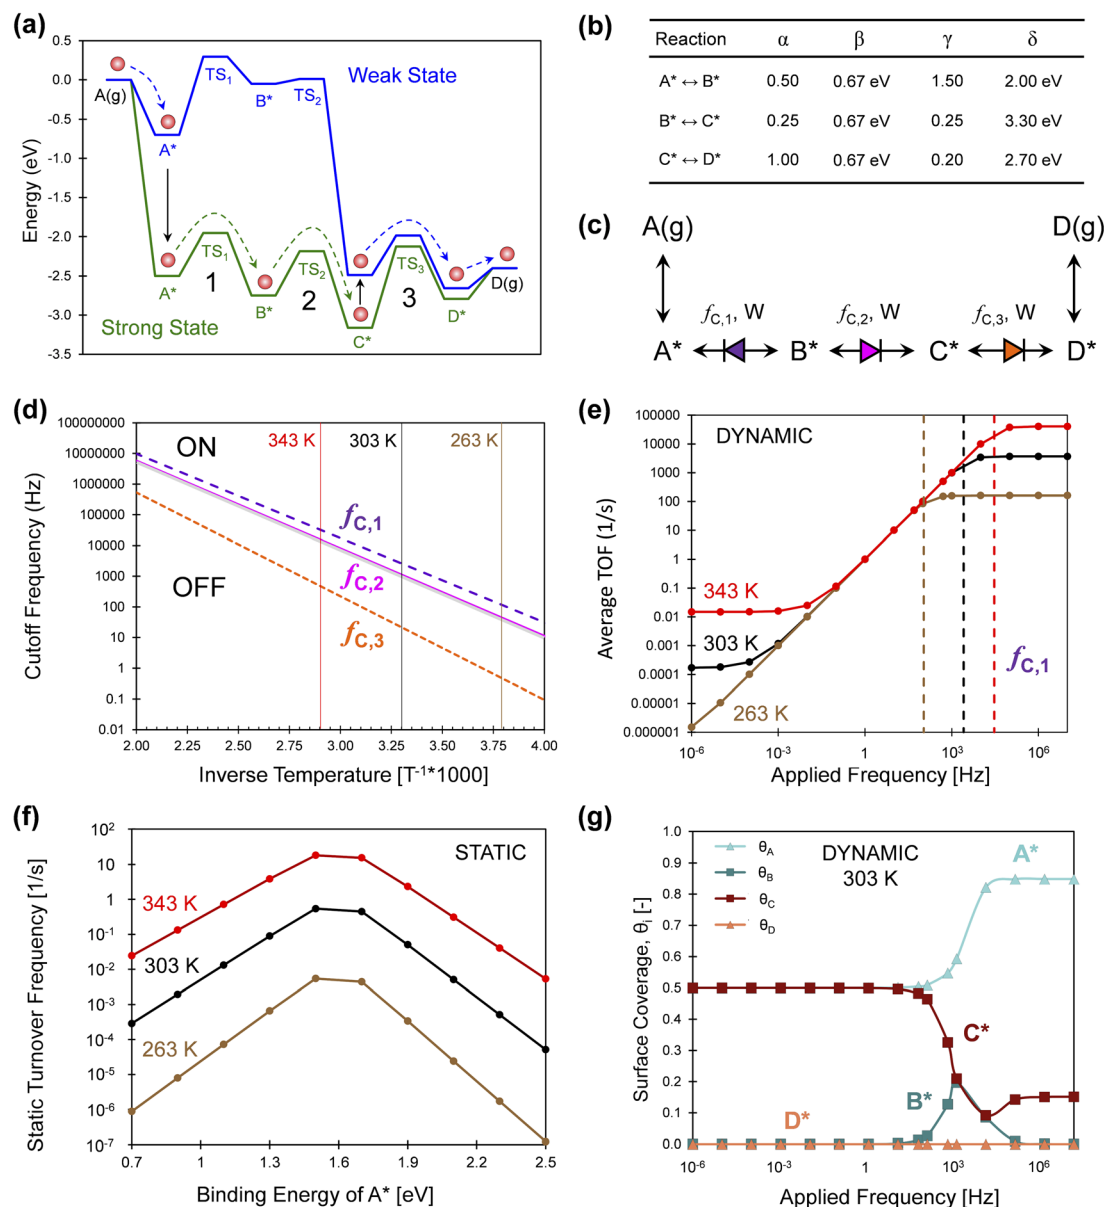 (a)
0.5
0.0
-0.5
-1.0
-1.5
-2.0
-2.5
-3.0
-3.5
Energy (eV)
A(g)
A*
TS1
B*
TS2
Weak State
A*
TS1
1
B*
TS2
2
C*
TS3
3
D*
D(g)
Strong State
(b)
Reaction α β γ δ
A* ↔ B* 0.50 0.67 eV 1.50 2.00 eV
B* ↔ C* 0.25 0.67 eV 0.25 3.30 eV
C* ↔ D* 1.00 0.67 eV 0.20 2.70 eV
(c)
A(g) D(g)
fC,1, W fC,2, W fC,3, W
A* B* C* D*
(d)
100000000
10000000
1000000
100000
10000
1000
100
10
1
0.1
0.01
Cutoff Frequency (Hz)
ON
OFF
343 K 303 K 263 K
fC,1
fC,2
fC,3
2.00 2.25 2.50 2.75 3.00 3.25 3.50 3.75 4.00
Inverse Temperature [T-1*1000]
(e)
100000
10000
1000
100
10
1
0.1
0.01
0.001
0.0001
0.00001
0.000001
Average TOF (1/s)
DYNAMIC
343 K
303 K
263 K
fC,1
10-6 10-3 1 103 106
Applied Frequency [Hz]
(f)
102
10
1
10-1
10-2
10-3
10-4
10-5
10-6
10-7
Static Turnover Frequency [1/s]
STATIC
343 K
303 K
263 K
0.7 1 1.3 1.6 1.9 2.2 2.5
Binding Energy of A* [eV]
(g)
1.0
0.9
0.8
0.7
0.6
0.5
0.4
0.3
0.2
0.1
0.0
Surface Coverage, θi [-]
θA
θB
θC
θD
DYNAMIC
303 K
A*
C*
B*
D*
10-6 10-3 1 103 106
Applied Frequency [Hz]